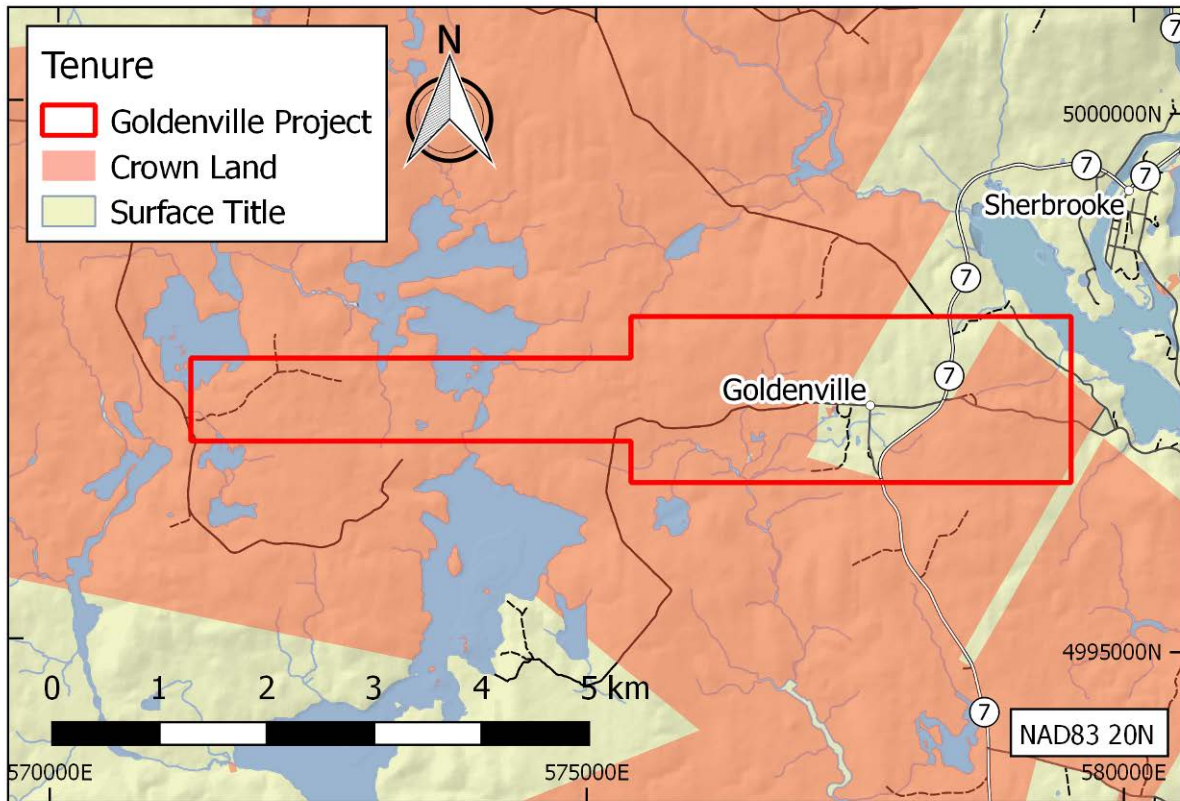 Tenure
Goldenville Project
Crown Land
Surface Title
N
7
5000000N
7
7
Sherbrooke
7
7
Goldenville
4995000N
0 1 2 3 4 5 km
7
NAD83 20N
570000E 575000E 580000E